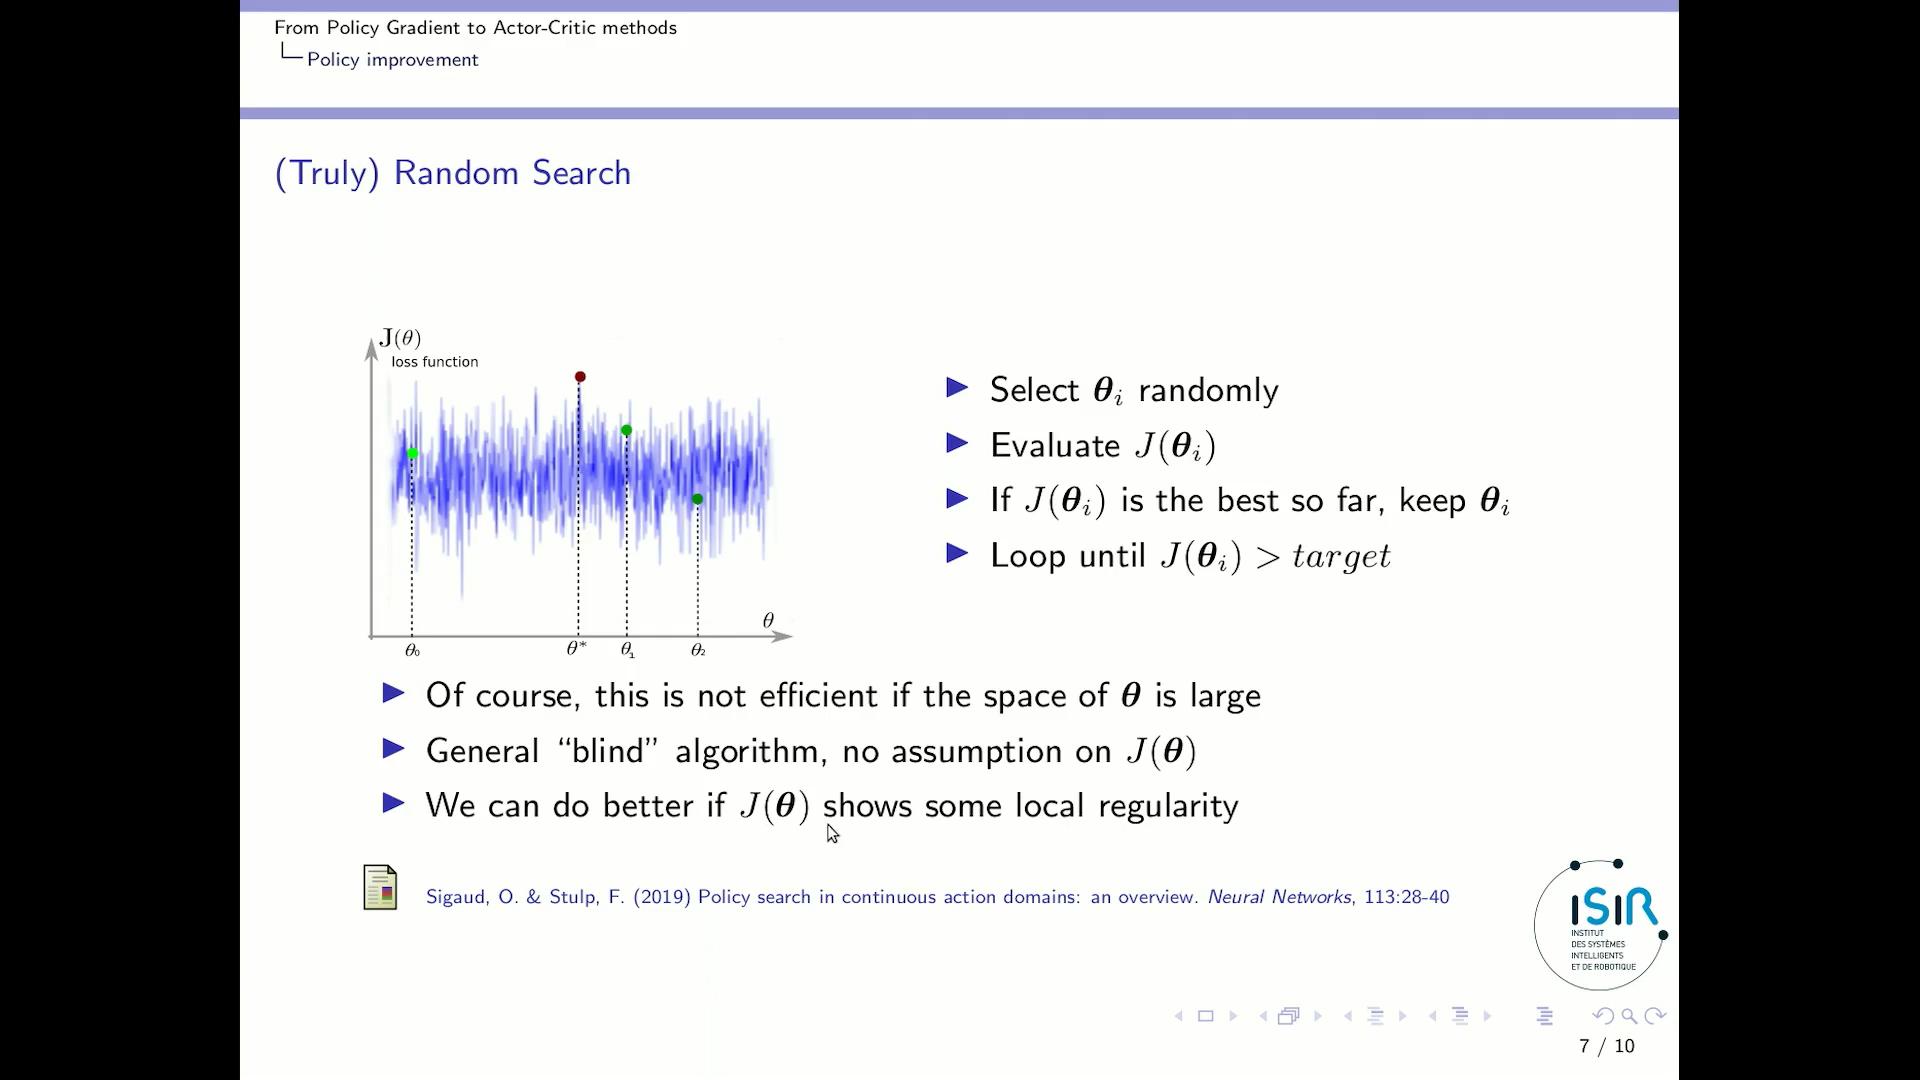 From Policy Gradient to Actor-Critic methods
Policy improvement
(Truly) Random Search
J(θ)
loss function
θ
θ₀
θ*
θ₁
θ₂
Select θᵢ randomly
Evaluate J(θᵢ)
If J(θᵢ) is the best so far, keep θᵢ
Loop until J(θᵢ) > target
Of course, this is not efficient if the space of θ is large
General “blind” algorithm, no assumption on J(θ)
We can do better if J(θ) shows some local regularity
Sigaud, O. & Stulp, F. (2019) Policy search in continuous action domains: an overview. Neural Networks, 113:28-40
ISIR
INSTITUT
DES SYSTÈMES
INTELLIGENTS
ET DE ROBOTIQUE
7 / 10